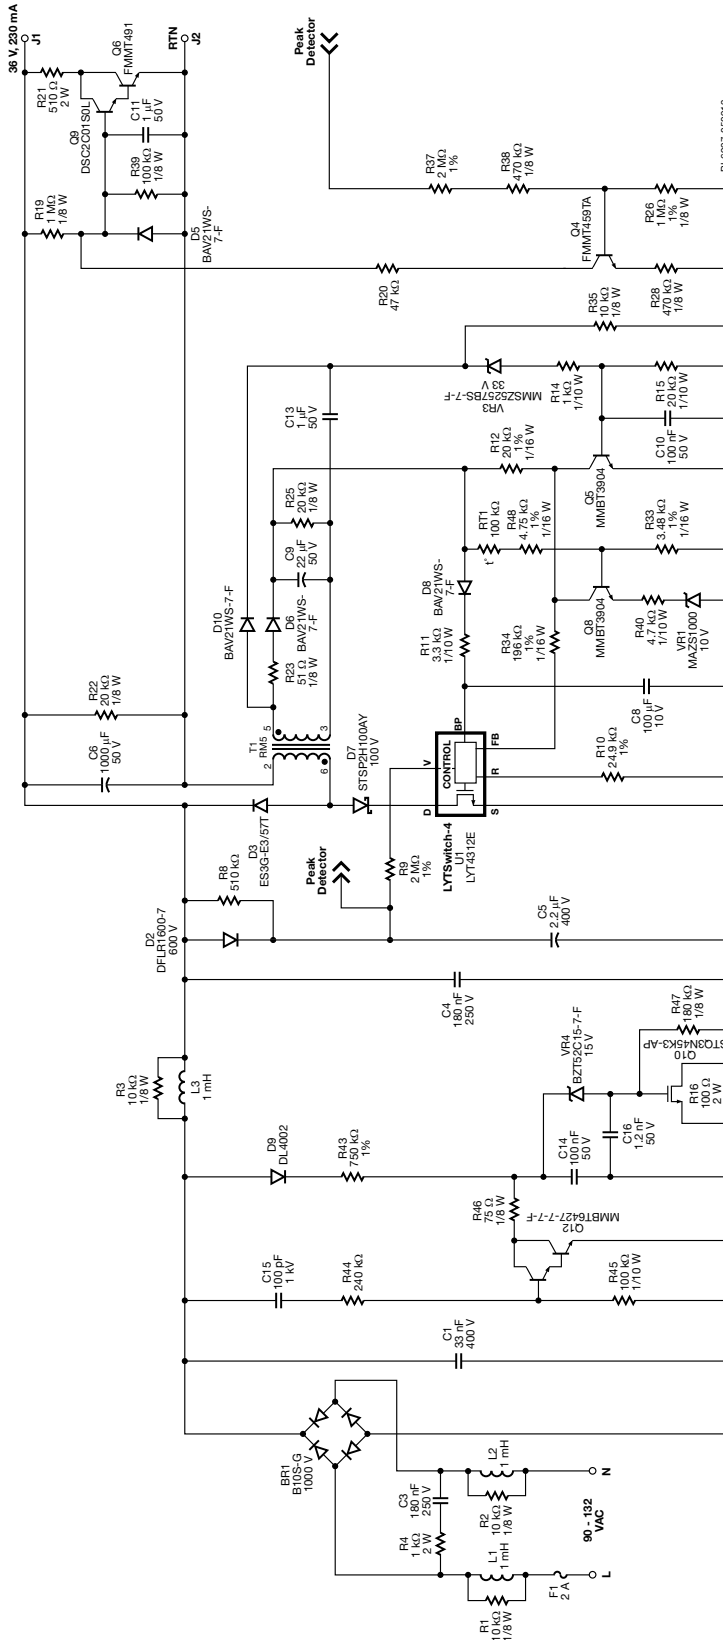 90 - 132
VAC
L
N
F1
2 A
R1
10 kΩ
1/8 W
L1
1 mH
R2
10 kΩ
1/8 W
L2
1 mH
R4
1 kΩ
2 W
C3
180 nF
250 V
BR1
B10S-G
1000 V
C1
33 nF
400 V
C15
100 pF
1 kV
R44
240 kΩ
R45
100 kΩ
1/10 W
Q12
MMBT6427-7-F
R46
75 Ω
1/8 W
D9
DL4002
R43
750 kΩ
1%
C14
100 nF
50 V
C16
1.2 nF
50 V
VR4
BZT52C15-7-F
15 V
R16
100 Ω
2 W
Q10
STQ3N45K3-AP
R47
180 kΩ
1/8 W
R3
10 kΩ
1/8 W
L3
1 mH
C4
180 nF
250 V
D2
DFLR1600-7
600 V
R8
510 kΩ
C5
2.2 µF
400 V
Peak
Detector
R9
2 MΩ
1%
D3
ES3G-E3/57T
D7
STSP2H100AY
100 V
LYTSwitch-4
U1
LYT4312E
CONTROL
D
S
V
BP
R
FB
R10
24.9 kΩ
1%
C6
1000 µF
50 V
R22
20 kΩ
1/8 W
T1
RM5
2
6
5
3
D10
BAV21WS-7-F
R23
51 Ω
1/8 W
D6
BAV21WS-
7-F
C9
22 µF
50 V
R25
20 kΩ
1/8 W
C13
1 µF
50 V
C8
100 µF
10 V
R11
3.3 kΩ
1/10 W
D8
BAV21WS-
7-F
R34
196 kΩ
1%
1/16 W
RT1
100 kΩ
t°
R48
4.75 kΩ
1%
1/16 W
R12
20 kΩ
1%
1/16 W
Q8
MMBT3904
R40
4.7 kΩ
1/10 W
VR1
MAZS1000
10 V
R33
3.48 kΩ
1%
1/16 W
Q5
MMBT3904
C10
100 nF
50 V
VR3
MMSZ5257BS-7-F
33 V
R14
1 kΩ
1/10 W
R15
20 kΩ
1/10 W
R35
10 kΩ
1/8 W
R20
47 kΩ
Q4
FMMT459TA
R28
470 kΩ
1/8 W
R37
2 MΩ
1%
R38
470 kΩ
1/8 W
R26
1 MΩ
1%
1/8 W
Peak
Detector
R19
1 MΩ
1/8 W
D5
BAV21WS-
7-F
R39
100 kΩ
1/8 W
C11
1 µF
50 V
Q9
DSC2C01S0L
R21
510 Ω
2 W
Q6
FMMT491
36 V, 230 mA
J1
RTN
J2